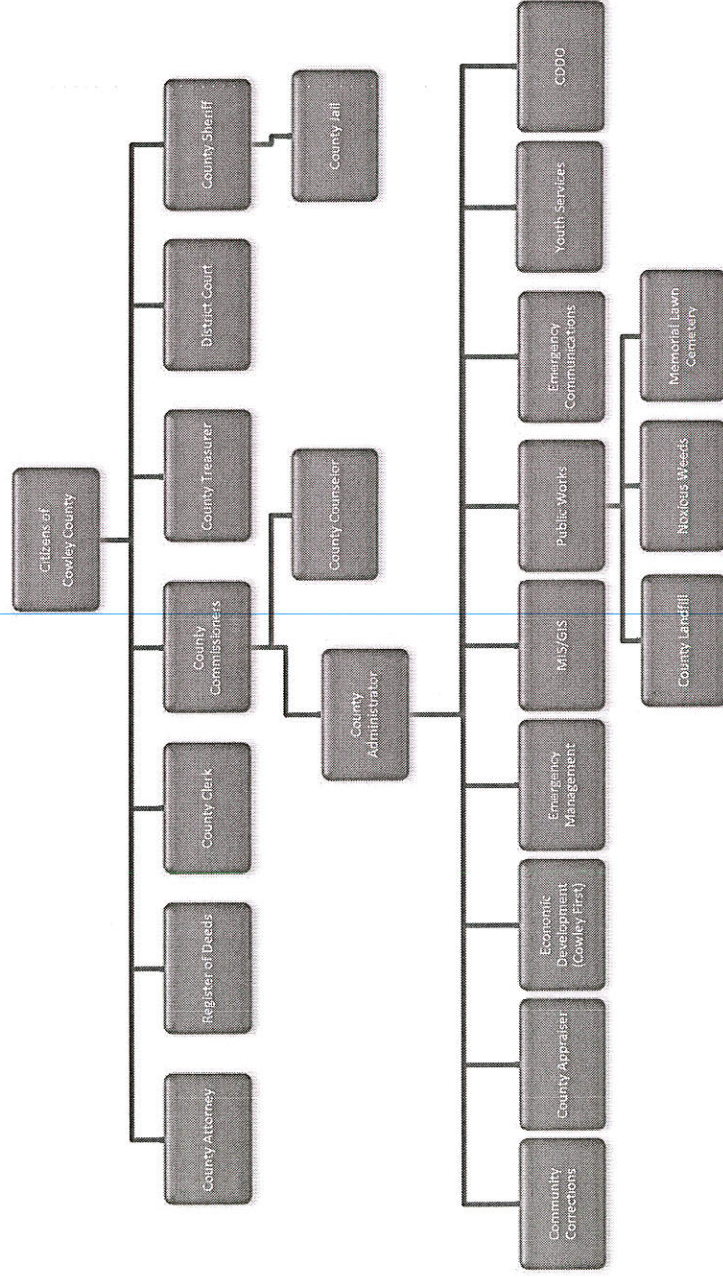 Citizens of
Cowley County
County Attorney
Register of Deeds
County Clerk
County
Commissioners
County Treasurer
District Court
County Sheriff
County Administrator
County Counselor
County Jail
Community
Corrections
County Appraiser
Economic
Development
(Cowley First)
Emergency
Management
MIS/GIS
Public Works
Emergency
Communications
Youth Services
CDDO
County Landfill
Noxious Weeds
Memorial Lawn
Cemetery